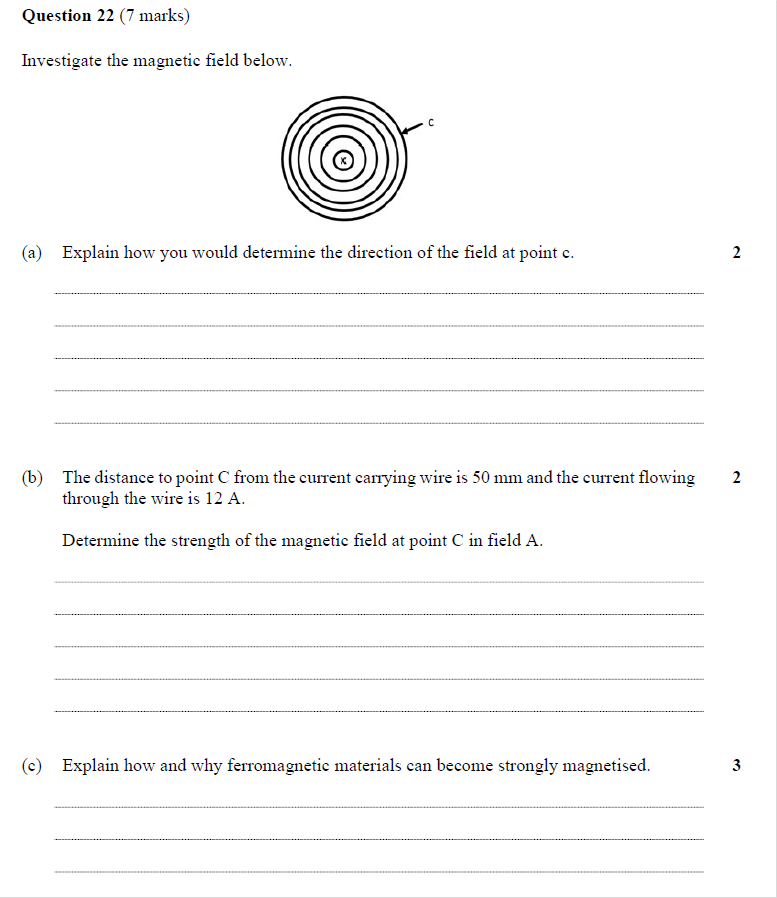 Question 22 (7 marks)
Investigate the magnetic field below.
c
x
(a) Explain how you would determine the direction of the field at point c. 2
(b) The distance to point C from the current carrying wire is 50 mm and the current flowing 2
through the wire is 12 A.
Determine the strength of the magnetic field at point C in field A.
(c) Explain how and why ferromagnetic materials can become strongly magnetised. 3